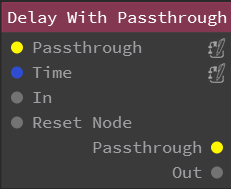 Delay With Passthrough
Passthrough
Time
In
Reset Node
Passthrough
Out